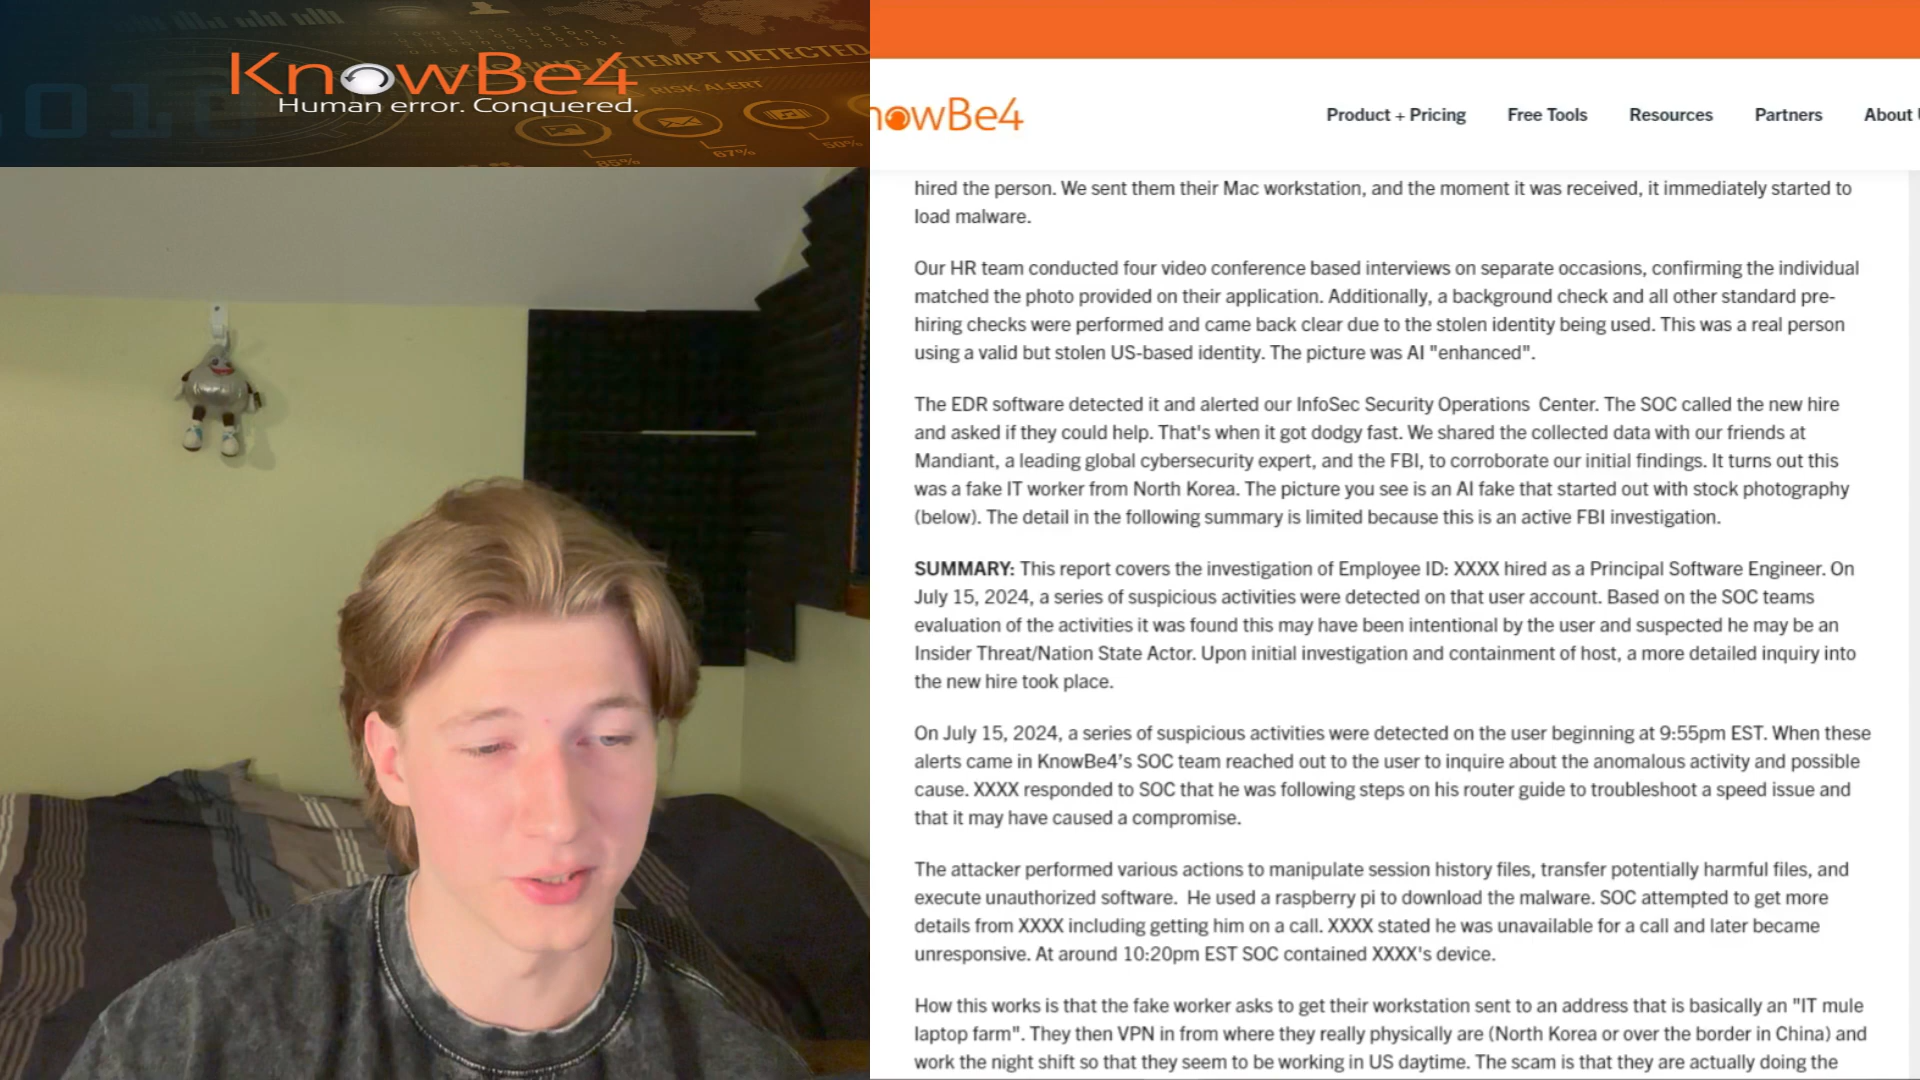 KnowBe4
Human error. Conquered.
ATTEMPT DETECTED
RISK ALERT
010
85%
67%
50%
nowBe4
Product + Pricing
Free Tools
Resources
Partners
About
hired the person. We sent them their Mac workstation, and the moment it was received, it immediately started to
load malware.
Our HR team conducted four video conference based interviews on separate occasions, confirming the individual
matched the photo provided on their application. Additionally, a background check and all other standard pre-
hiring checks were performed and came back clear due to the stolen identity being used. This was a real person
using a valid but stolen US-based identity. The picture was AI "enhanced".
The EDR software detected it and alerted our InfoSec Security Operations Center. The SOC called the new hire
and asked if they could help. That's when it got dodgy fast. We shared the collected data with our friends at
Mandiant, a leading global cybersecurity expert, and the FBI, to corroborate our initial findings. It turns out this
was a fake IT worker from North Korea. The picture you see is an AI fake that started out with stock photography
(below). The detail in the following summary is limited because this is an active FBI investigation.
SUMMARY: This report covers the investigation of Employee ID: XXXX hired as a Principal Software Engineer. On
July 15, 2024, a series of suspicious activities were detected on that user account. Based on the SOC teams
evaluation of the activities it was found this may have been intentional by the user and suspected he may be an
Insider Threat/Nation State Actor. Upon initial investigation and containment of host, a more detailed inquiry into
the new hire took place.
On July 15, 2024, a series of suspicious activities were detected on the user beginning at 9:55pm EST. When these
alerts came in KnowBe4's SOC team reached out to the user to inquire about the anomalous activity and possible
cause. XXXX responded to SOC that he was following steps on his router guide to troubleshoot a speed issue and
that it may have caused a compromise.
The attacker performed various actions to manipulate session history files, transfer potentially harmful files, and
execute unauthorized software. He used a raspberry pi to download the malware. SOC attempted to get more
details from XXXX including getting him on a call. XXXX stated he was unavailable for a call and later became
unresponsive. At around 10:20pm EST SOC contained XXXX's device.
How this works is that the fake worker asks to get their workstation sent to an address that is basically an "IT mule
laptop farm". They then VPN in from where they really physically are (North Korea or over the border in China) and
work the night shift so that they seem to be working in US daytime. The scam is that they are actually doing the